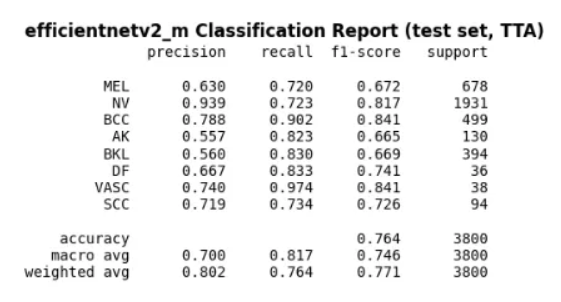 efficientnetv2_m Classification Report (test set, TTA)
precision recall f1-score support
MEL 0.630 0.720 0.672 678
NV 0.939 0.723 0.817 1931
BCC 0.788 0.902 0.841 499
AK 0.557 0.823 0.665 130
BKL 0.560 0.830 0.669 394
DF 0.667 0.833 0.741 36
VASC 0.740 0.974 0.841 38
SCC 0.719 0.734 0.726 94
accuracy 0.764 3800
macro avg 0.700 0.817 0.746 3800
weighted avg 0.802 0.764 0.771 3800